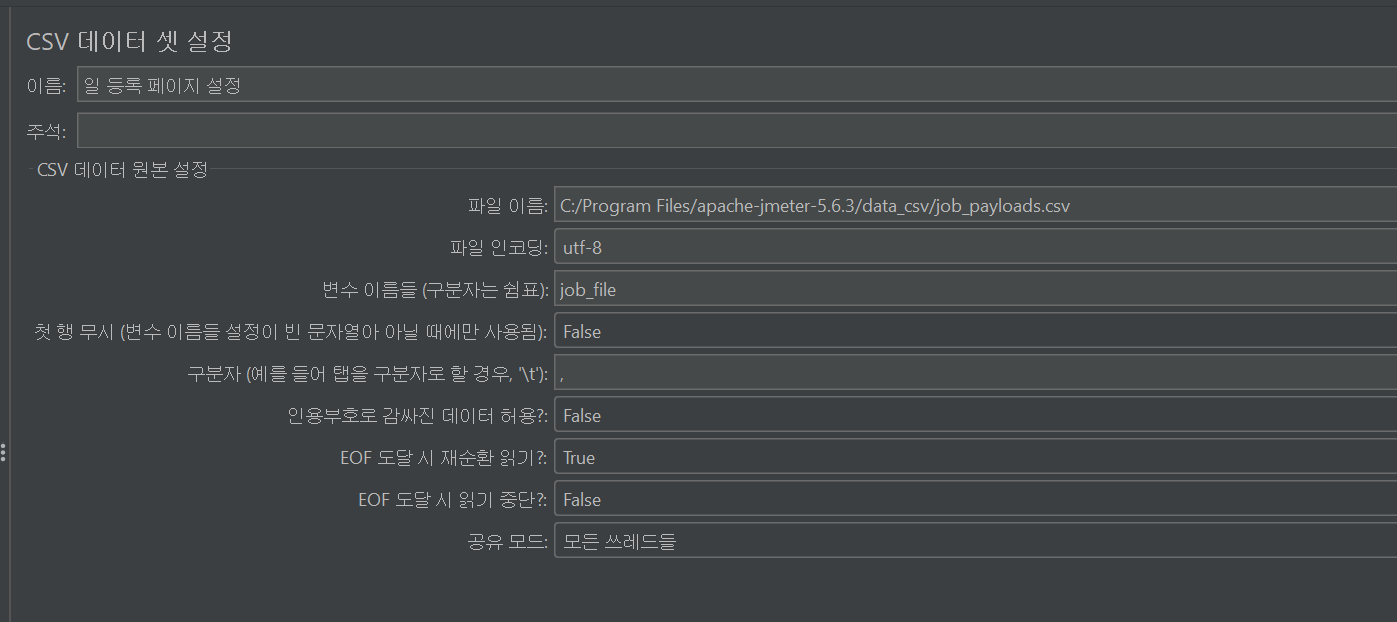 CSV 데이터 셋 설정
이름: 일 등록 페이지 설정
주석:
CSV 데이터 원본 설정
파일 이름: C:/Program Files/apache-jmeter-5.6.3/data_csv/job_payloads.csv
파일 인코딩: utf-8
변수 이름들 (구분자는 쉼표): job_file
첫 행 무시 (변수 이름들 설정이 빈 문자열아 아닐 때에만 사용됨): False
구분자 (예를 들어 탭을 구분자로 할 경우, '\t'): ,
인용부호로 감싸진 데이터 허용?: False
EOF 도달 시 재순환 읽기?: True
EOF 도달 시 읽기 중단?: False
공유 모드: 모든 쓰레드들